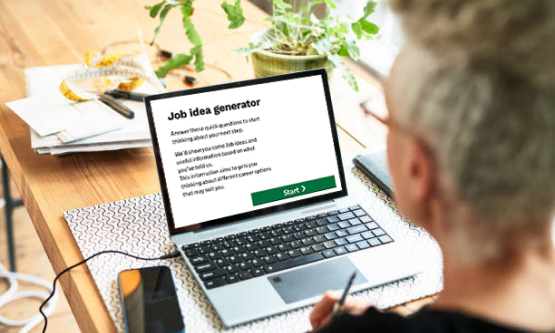 Job idea generator
Answer these quick questions to start
thinking about your next step.
We'll show you some Job ideas and
useful information based on what
you've told us.
This information aims to get you
thinking about different career options
that may suit you.
Start >